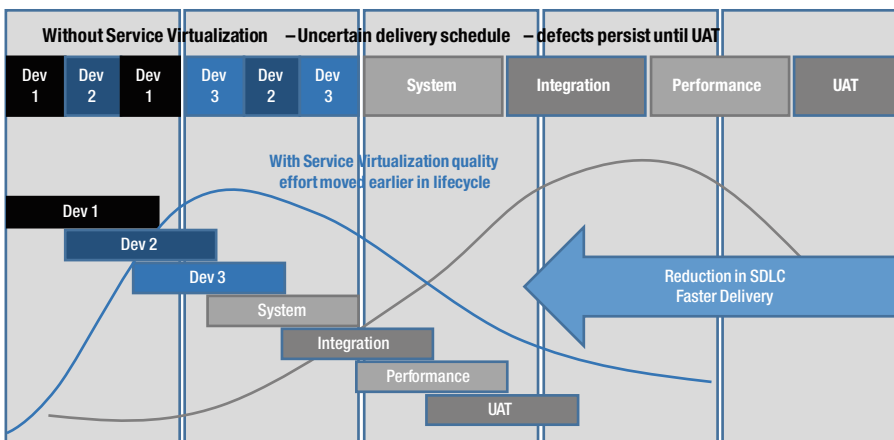 Without Service Virtualization – Uncertain delivery schedule – defects persist until UAT
Dev 1
Dev 2
Dev 1
Dev 3
Dev 2
Dev 3
System
Integration
Performance
UAT
With Service Virtualization quality
effort moved earlier in lifecycle
Dev 1
Dev 2
Dev 3
System
Integration
Performance
UAT
Reduction in SDLC
Faster Delivery